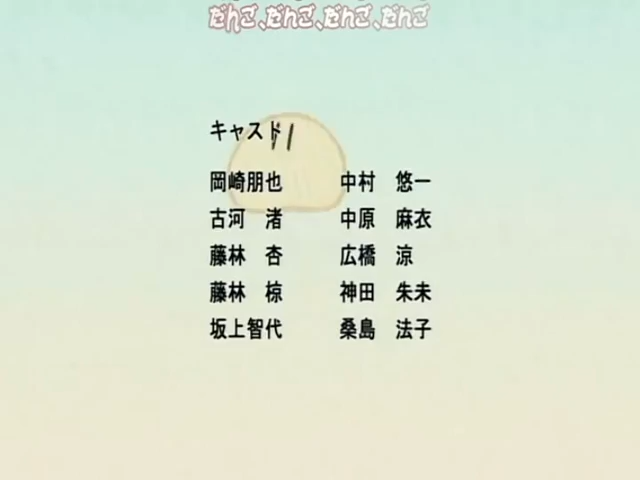 だんご、だんご、だんご、だんご
キャスト
岡崎朋也 中村 悠一
古河 渚 中原 麻衣
藤林 杏 広橋 涼
藤林 椋 神田 朱未
坂上智代 桑島 法子